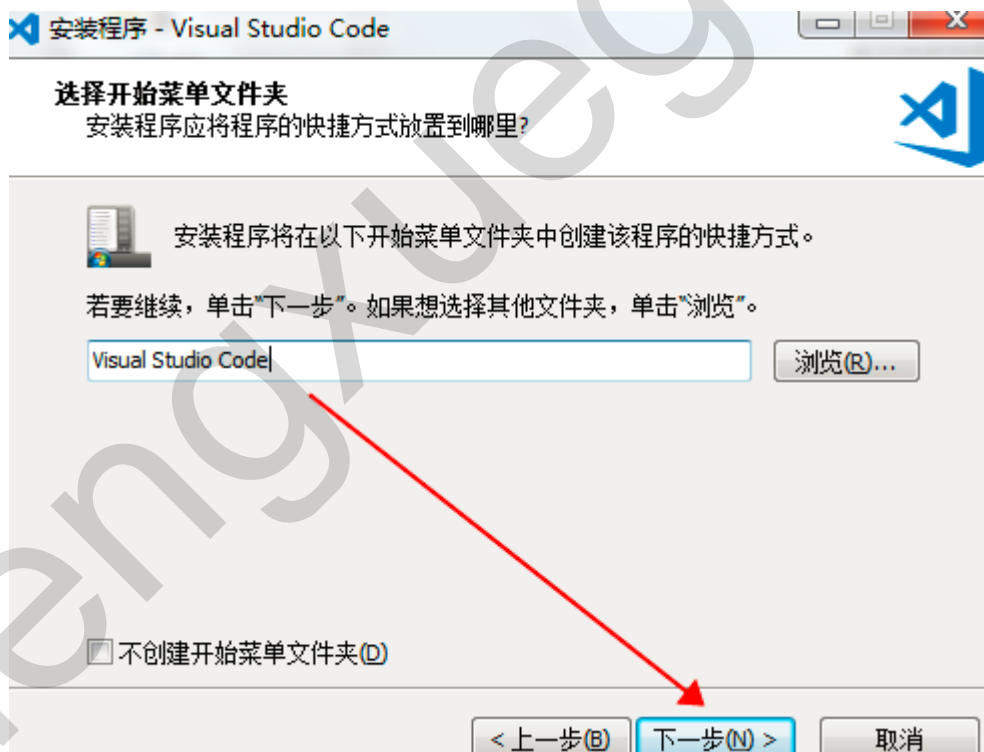 安装程序 - Visual Studio Code
选择开始菜单文件夹
安装程序应将程序的快捷方式放置到哪里?
安装程序将在以下开始菜单文件夹中创建该程序的快捷方式。
若要继续，单击"下一步"。如果想选择其他文件夹，单击"浏览"。
Visual Studio Code
浏览(R)...
不创建开始菜单文件夹(D)
< 上一步(B)
下一步(N) >
取消
engxueg